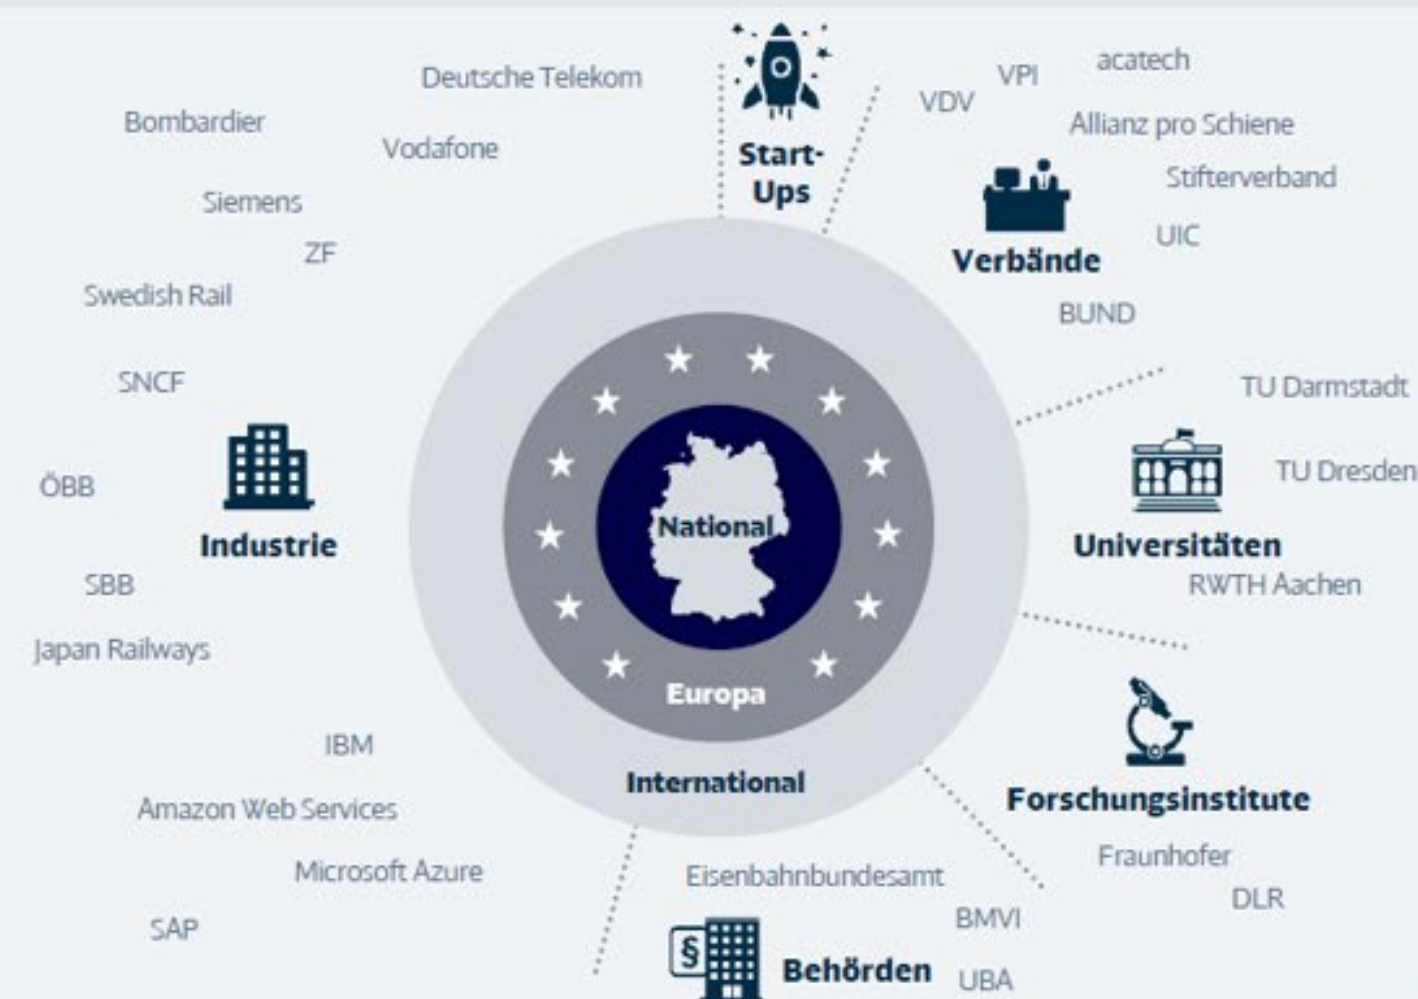 Deutsche Telekom
Bombardier
Vodafone
Siemens
ZF
Swedish Rail
SNCF
ÖBB
Industrie
SBB
Japan Railways
IBM
Amazon Web Services
Microsoft Azure
SAP
Start-
Ups
VPI
acatech
VDV
Allianz pro Schiene
Stifterverband
UIC
Verbände
BUND
TU Darmstadt
TU Dresden
Universitäten
RWTH Aachen
Forschungsinstitute
Fraunhofer
DLR
Eisenbahnbundesamt
BMVI
§
Behörden
UBA
National
Europa
International